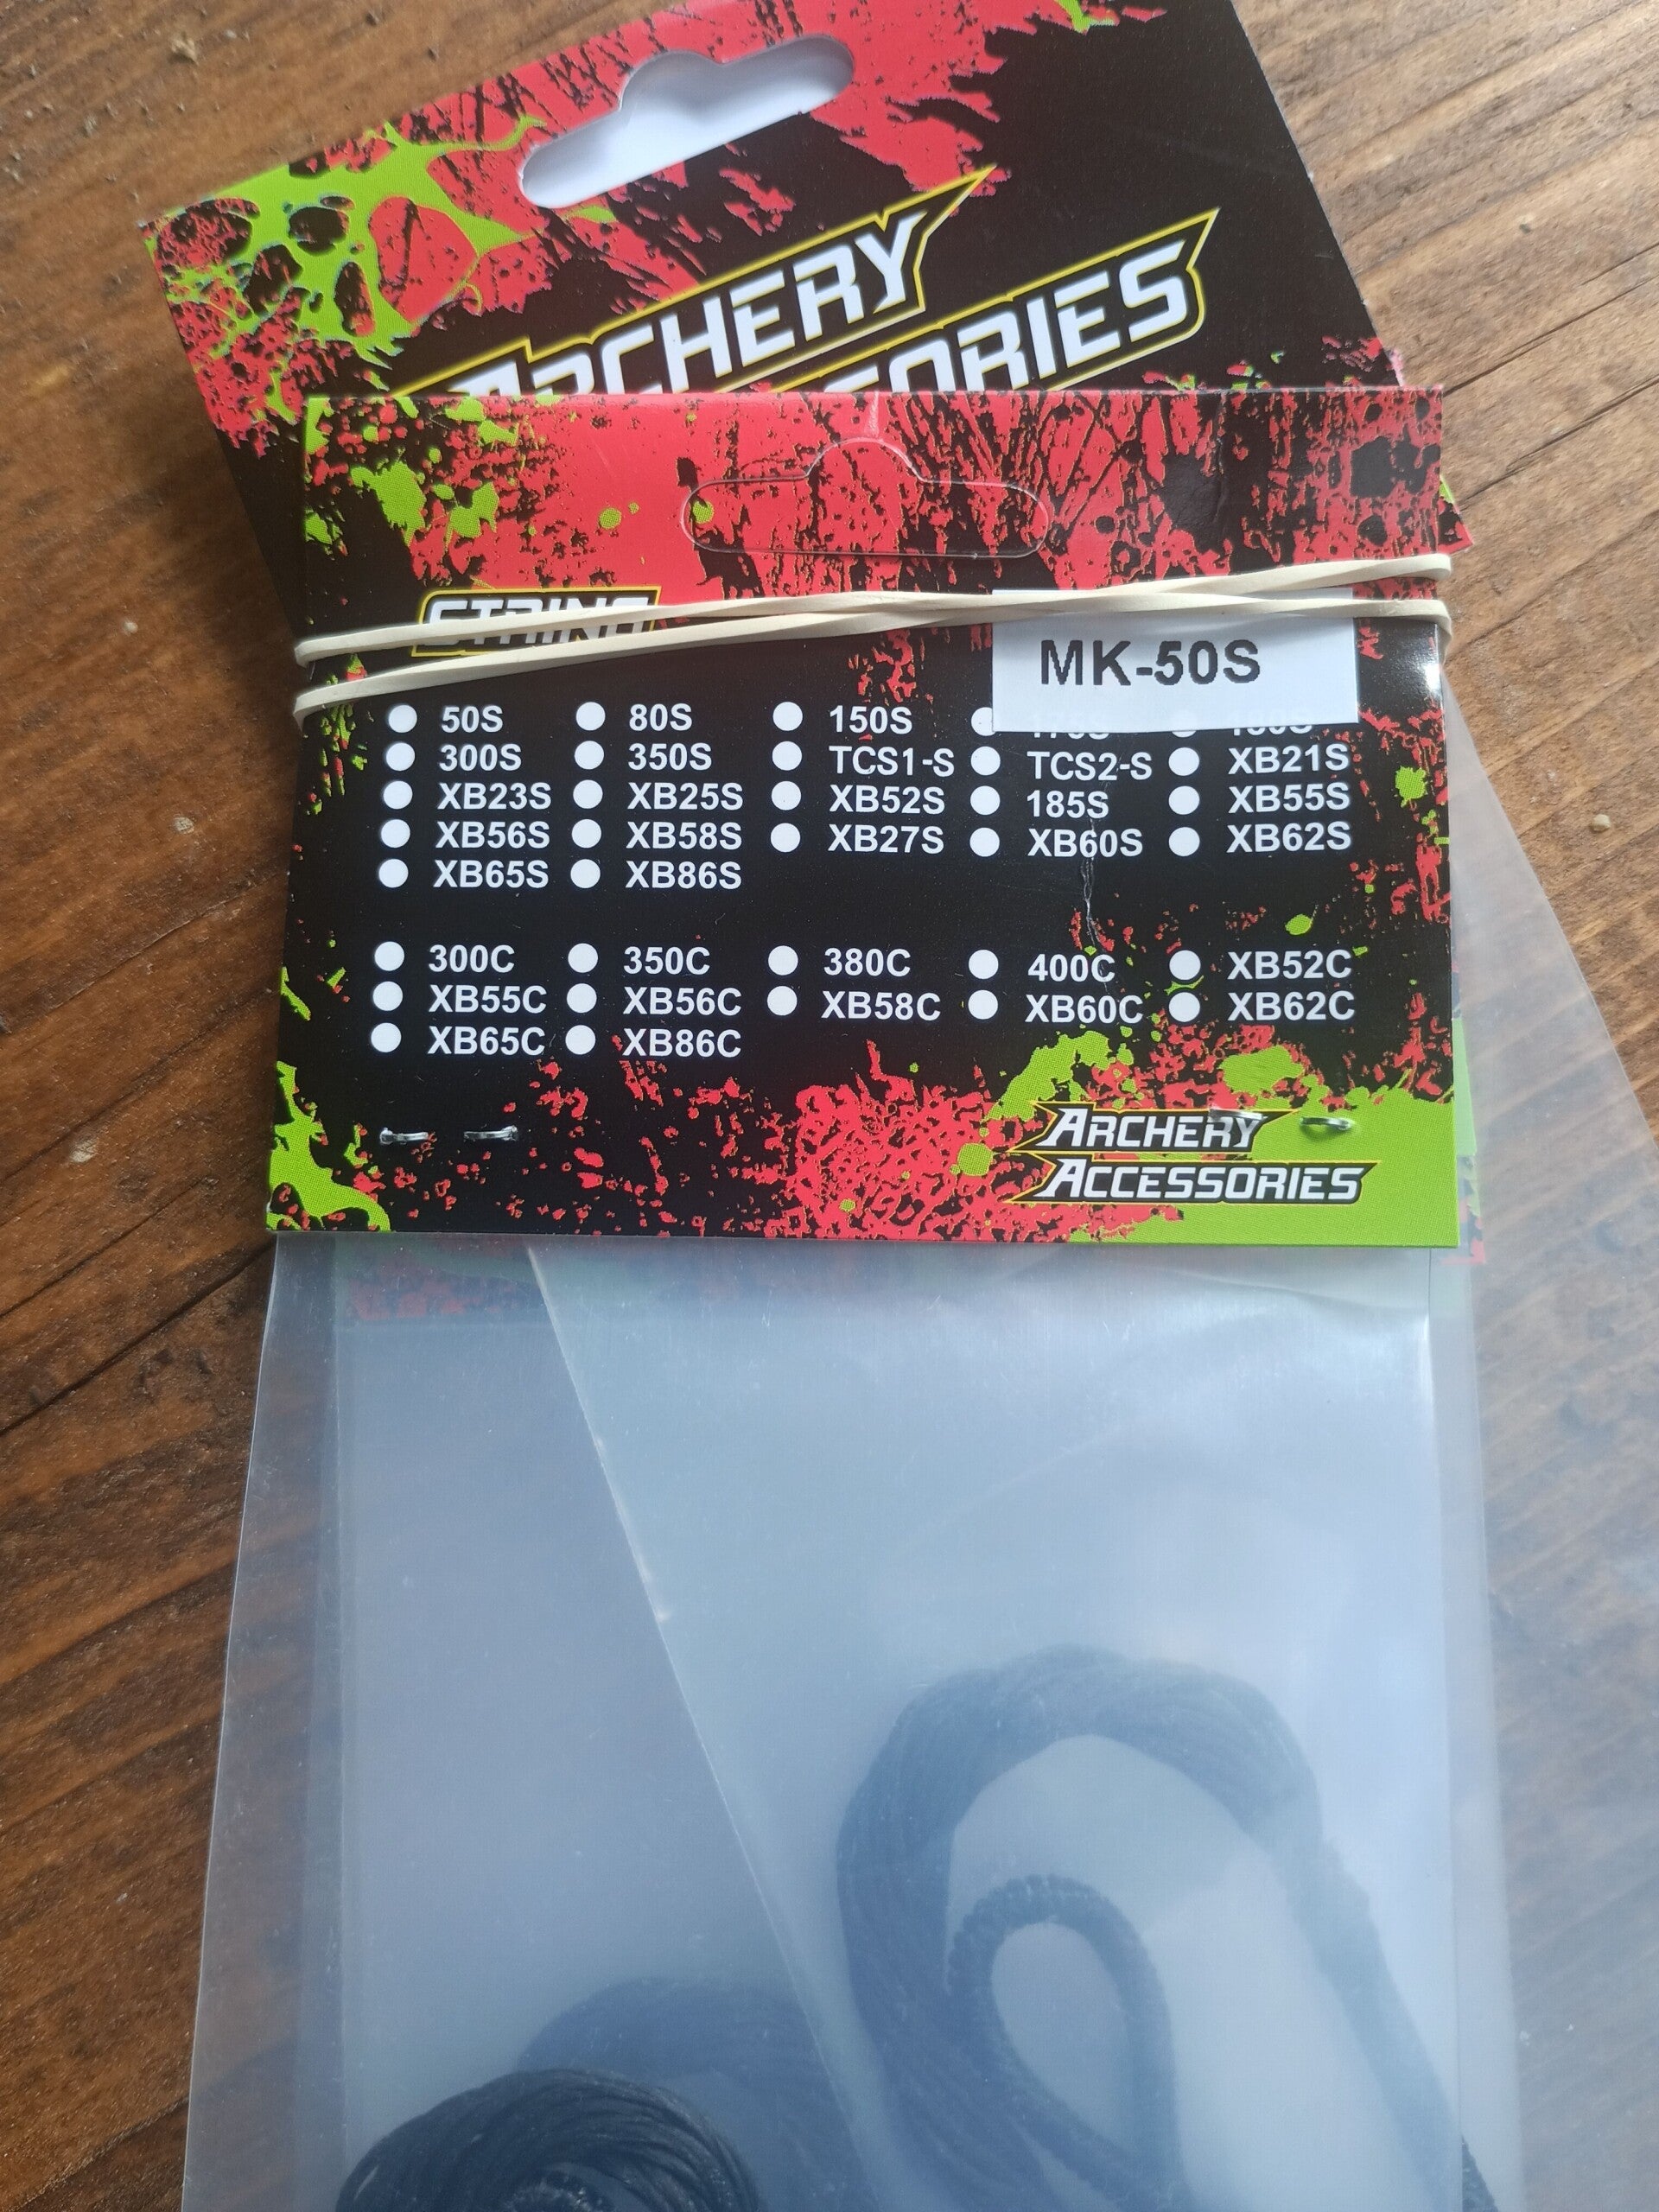 ARCHERY
ACCESSORIES
STRING
MK-50S
50S 80S 150S 175S
300S 350S TCS1-S TCS2-S XB21S
XB23S XB25S XB52S 185S XB55S
XB56S XB58S XB27S XB60S XB62S
XB65S XB86S
300C 350C 380C 400C XB52C
XB55C XB56C XB58C XB60C XB62C
XB65C XB86C
ARCHERY
ACCESSORIES